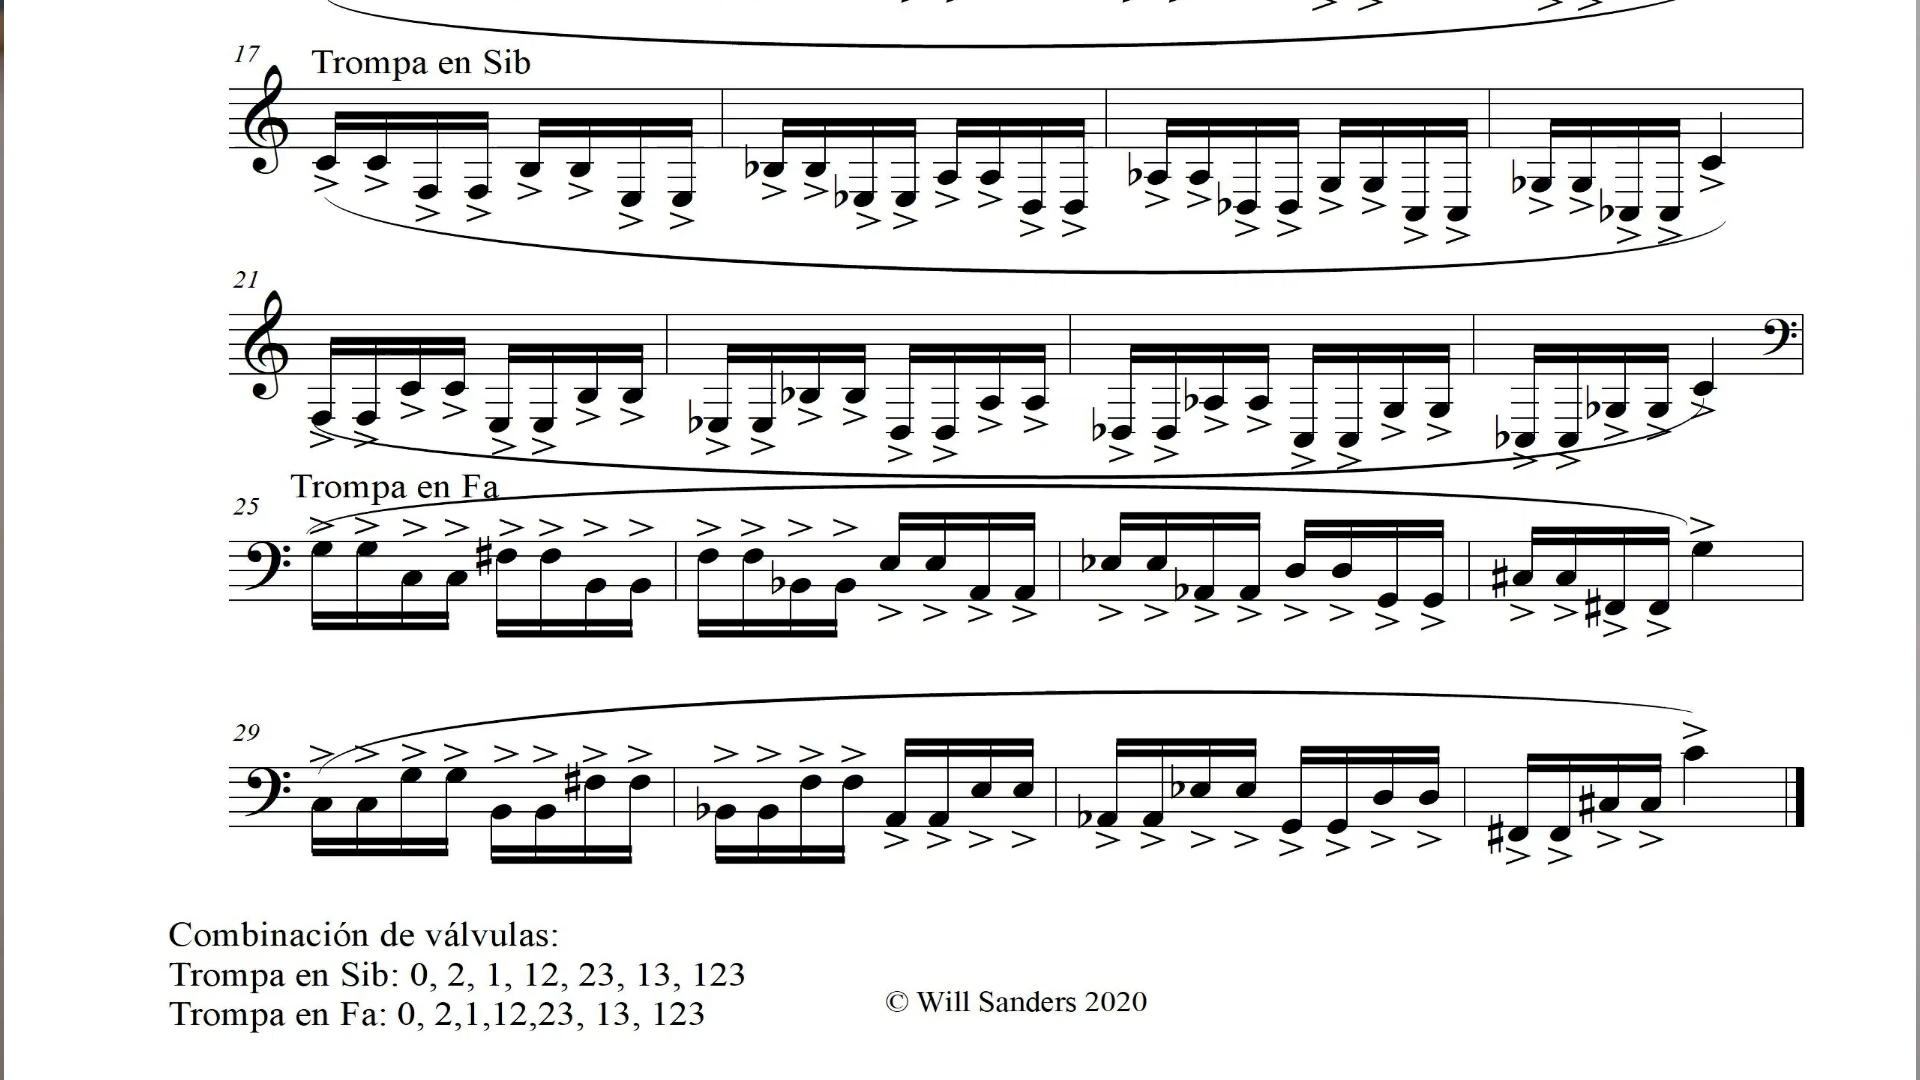 17
Trompa en Sib
21
Trompa en Fa
25
29
Combinación de válvulas:
Trompa en Sib: 0, 2, 1, 12, 23, 13, 123
Trompa en Fa: 0, 2,1,12,23, 13, 123
© Will Sanders 2020